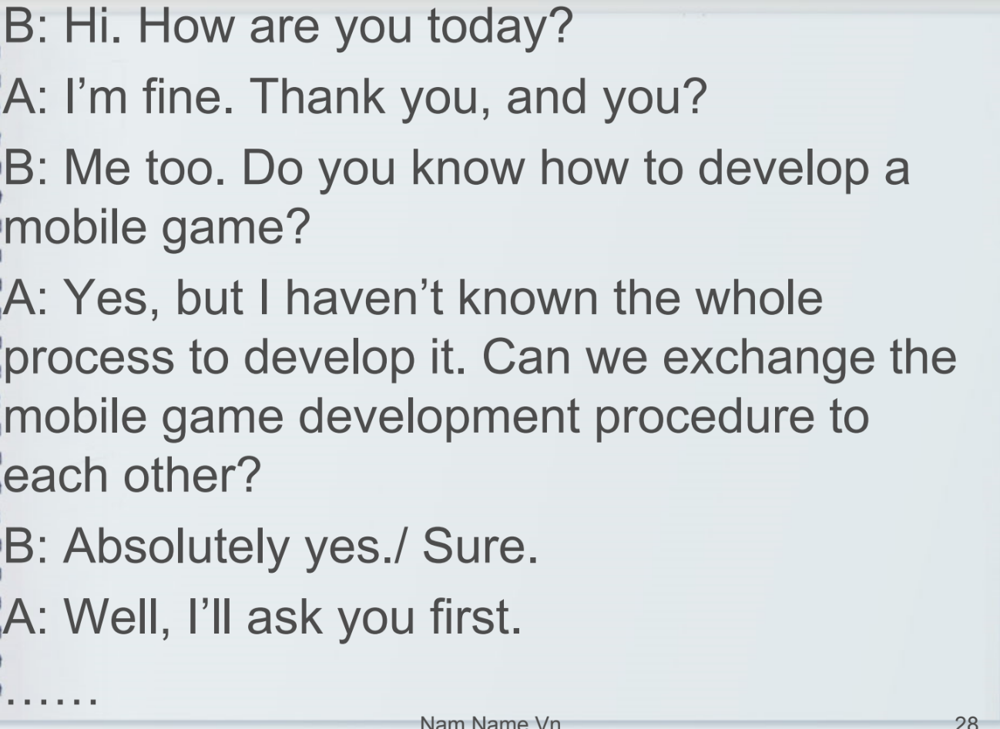 B: Hi. How are you today?
A: I’m fine. Thank you, and you?
B: Me too. Do you know how to develop a
mobile game?
A: Yes, but I haven’t known the whole
process to develop it. Can we exchange the
mobile game development procedure to
each other?
B: Absolutely yes./ Sure.
A: Well, I’ll ask you first.
……
Nam Name Vn 28